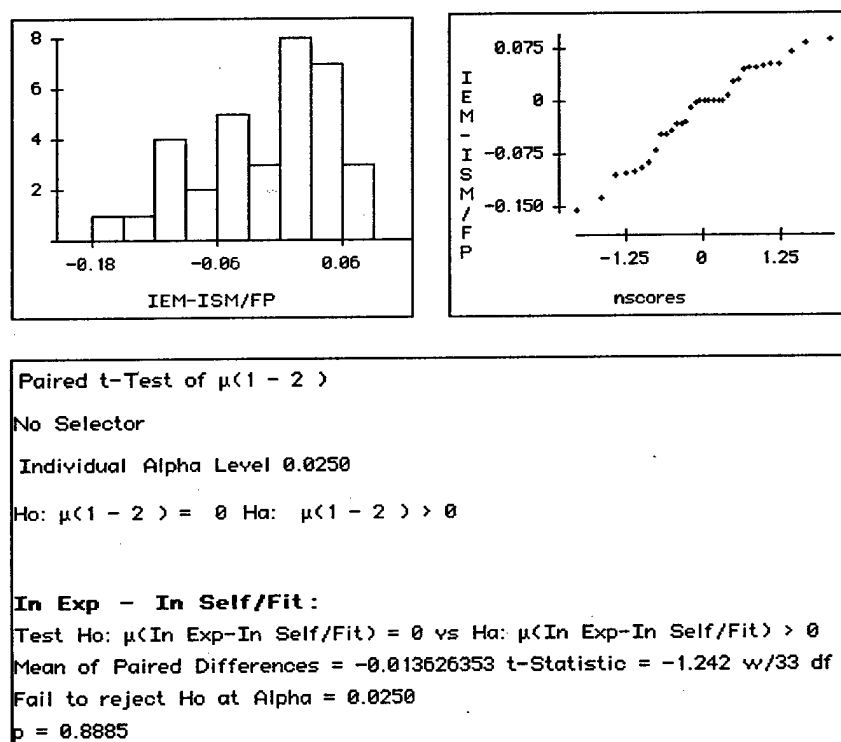 8
6
4
2
-0.18
-0.06
0.06
IEM-ISM/FP
IEM-ISM/FP
0.075
0
-0.075
-0.150
-1.25
0
1.25
nscores
Paired t-Test of μ(1 - 2 )
No Selector
Individual Alpha Level 0.0250
Ho: μ(1 - 2 ) = 0 Ha: μ(1 - 2 ) > 0
In Exp - In Self/Fit:
Test Ho: μ(In Exp-In Self/Fit) = 0 vs Ha: μ(In Exp-In Self/Fit) > 0
Mean of Paired Differences = -0.013626353 t-Statistic = -1.242 w/33 df
Fail to reject Ho at Alpha = 0.0250
p = 0.8885